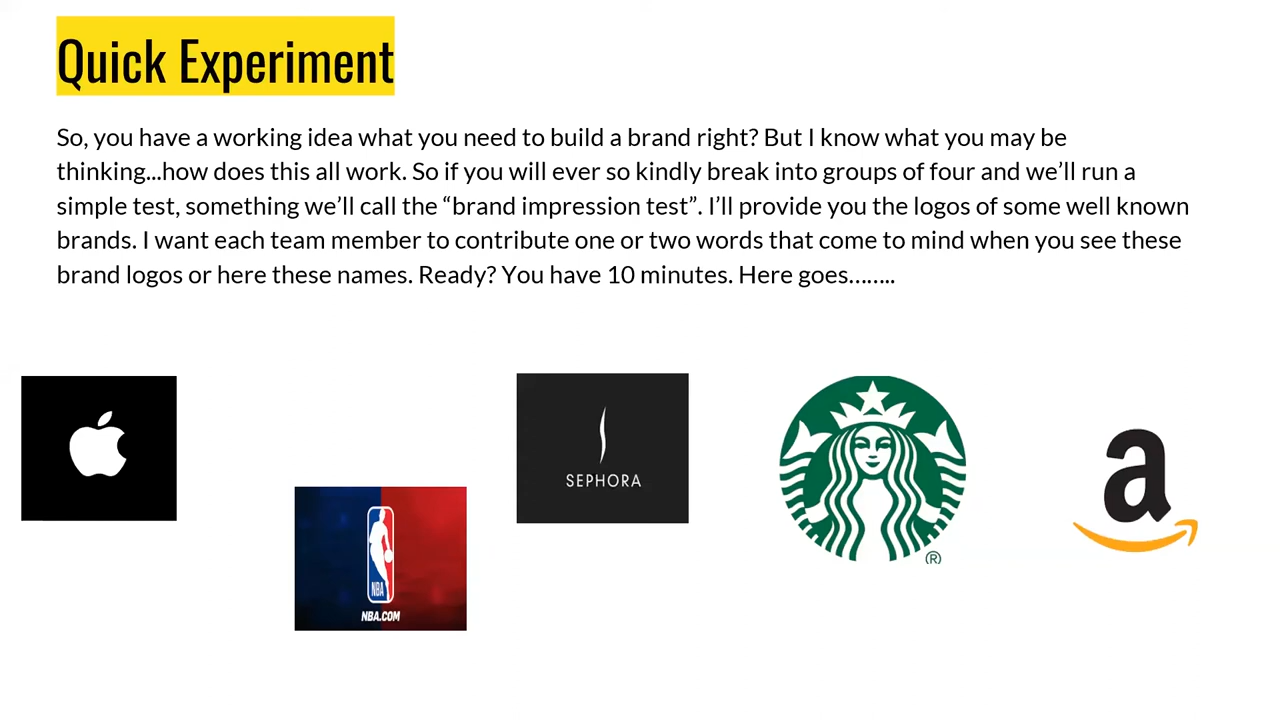 Quick Experiment
So, you have a working idea what you need to build a brand right? But I know what you may be
thinking...how does this all work. So if you will ever so kindly break into groups of four and we’ll run a
simple test, something we’ll call the “brand impression test”. I’ll provide you the logos of some well known
brands. I want each team member to contribute one or two words that come to mind when you see these
brand logos or here these names. Ready? You have 10 minutes. Here goes……..
NBA
NBA.COM
SEPHORA
®
a